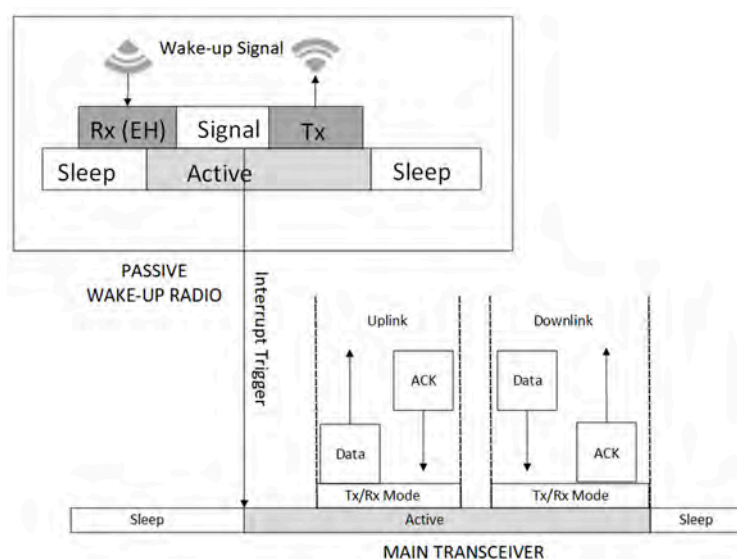 Wake-up Signal
Rx (EH) Signal Tx
Sleep Active Sleep
PASSIVE
WAKE-UP RADIO
Interrupt Trigger
Uplink Downlink
ACK Data
Data ACK
Tx/Rx Mode Tx/Rx Mode
Sleep Active Sleep
MAIN TRANSCEIVER